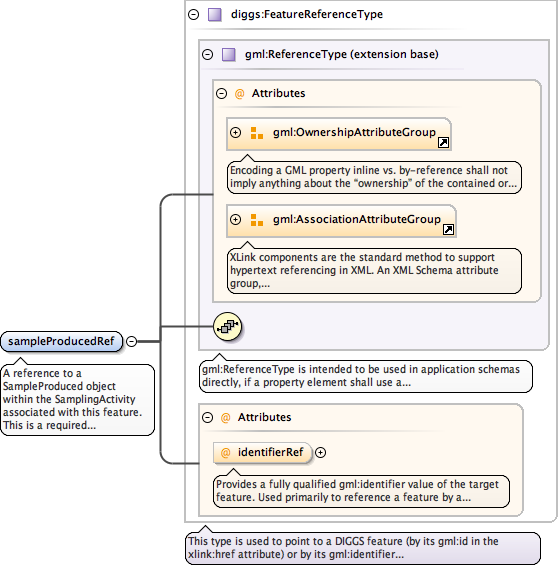 diggs:FeatureReferenceType
gml:ReferenceType (extension base)
@ Attributes
gml:OwnershipAttributeGroup
Encoding a GML property inline vs. by-reference shall not
imply anything about the “ownership” of the contained or...
gml:AssociationAttributeGroup
XLink components are the standard method to support
hypertext referencing in XML. An XML Schema attribute
group,...
sampleProducedRef
A reference to a
SampleProduced object
within the SamplingActivity
associated with this feature.
This is a required...
gml:ReferenceType is intended to be used in application schemas
directly, if a property element shall use a...
@ Attributes
@ identifierRef
Provides a fully qualified gml:identifier value of the target
feature. Used primarily to reference a feature by a...
This type is used to point to a DIGGS feature (by its gml:id in the
xlink:href attribute) or by its gml:identifier...